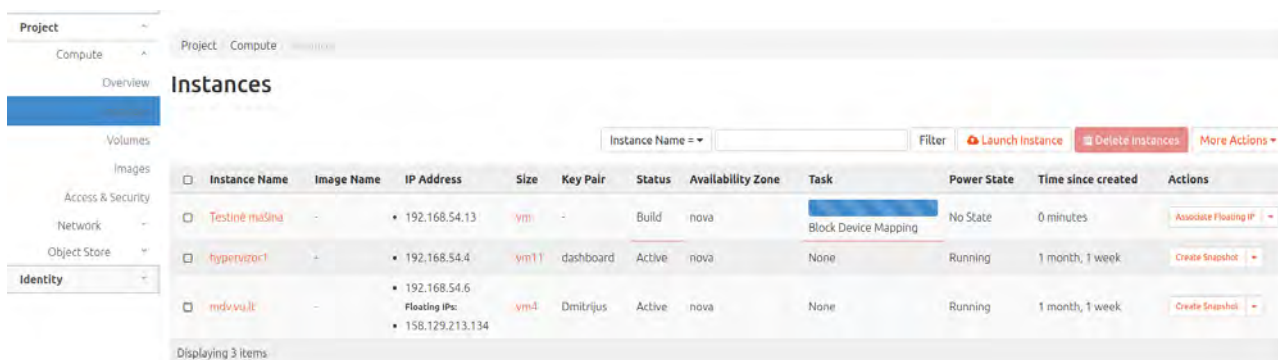 Project
Compute
Overview
Volumes
Images
Access & Security
Network
Object Store
Identity
Project Compute Instances
Instances
Instance Name = Filter Launch Instance Delete Instances More Actions
Instance Name Image Name IP Address Size Key Pair Status Availability Zone Task Power State Time since created Actions
Testinė mašina - • 192.168.54.13 vm - Build nova Block Device Mapping No State 0 minutes Associate Floating IP
hypervizor1 - • 192.168.54.4 vm11 dashboard Active nova None Running 1 month, 1 week Create Snapshot
• 192.168.54.6
mdv.vu.lt - Floating IPs: vm4 Dmitrijus Active nova None Running 1 month, 1 week Create Snapshot
• 158.129.213.134
Displaying 3 items